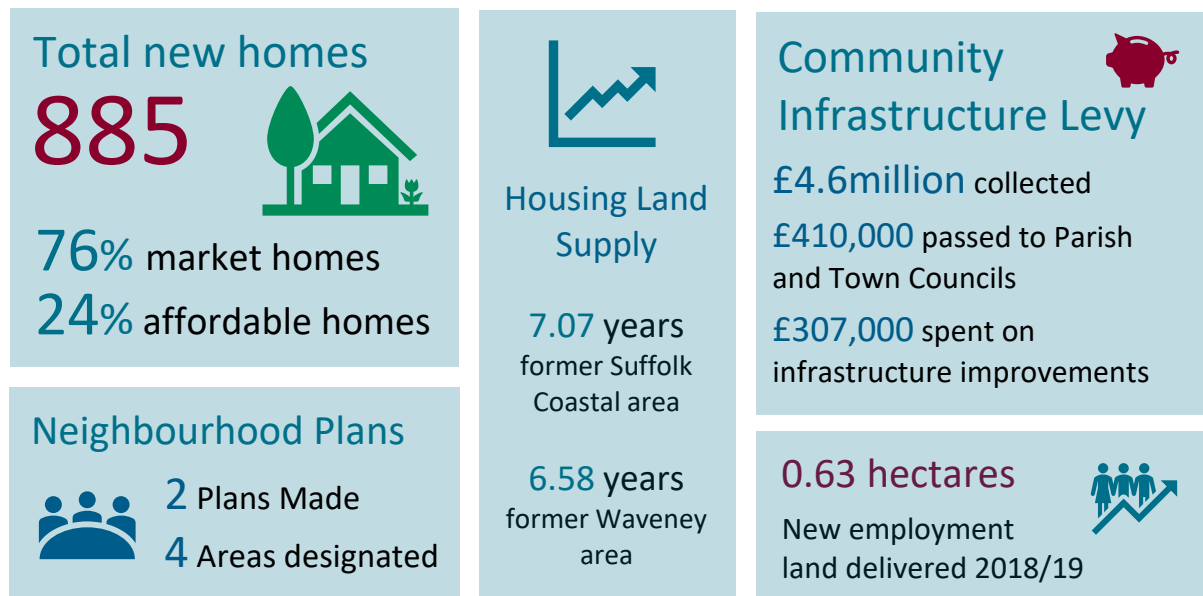 Total new homes
885
76% market homes
24% affordable homes
Neighbourhood Plans
2 Plans Made
4 Areas designated
Housing Land
Supply
7.07 years
former Suffolk
Coastal area
6.58 years
former Waveney
area
Community
Infrastructure Levy
£4.6million collected
£410,000 passed to Parish
and Town Councils
£307,000 spent on
infrastructure improvements
0.63 hectares
New employment
land delivered 2018/19